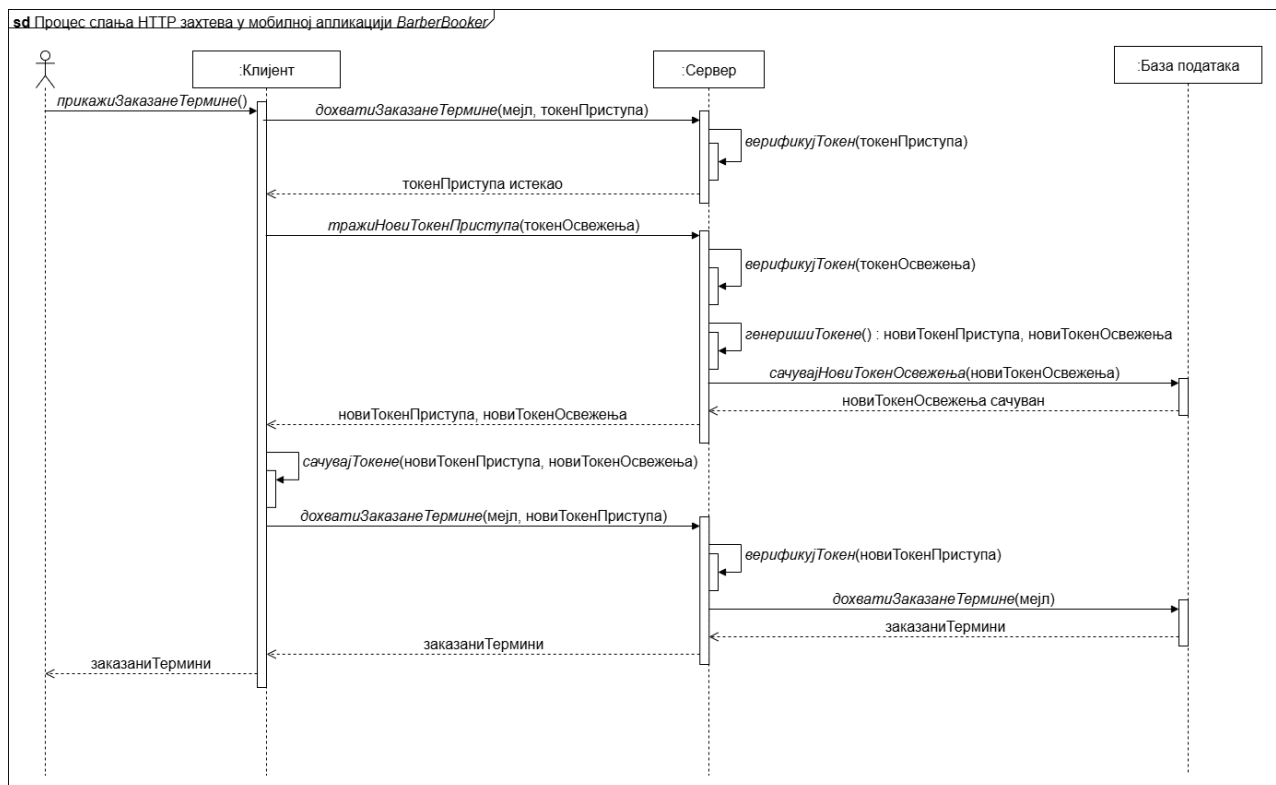 sd Процес слања HTTP захтева у мобилној апликацији BarberBooker
:Клијент
:Сервер
:База података
прикажиЗаказанеТермине()
дохватиЗаказанеТермине(мејл, токенПриступа)
верификујТокен(токенПриступа)
токенПриступа истекао
тражиНовиТокенПриступа(токенОсвежења)
верификујТокен(токенОсвежења)
генеришиТокене() : новиТокенПриступа, новиТокенОсвежења
сачувајНовиТокенОсвежења(новиТокенОсвежења)
новиТокенОсвежења сачуван
новиТокенПриступа, новиТокенОсвежења
сачувајТокене(новиТокенПриступа, новиТокенОсвежења)
дохватиЗаказанеТермине(мејл, новиТокенПриступа)
верификујТокен(новиТокенПриступа)
дохватиЗаказанеТермине(мејл)
заказаниТермини
заказаниТермини
заказаниТермини